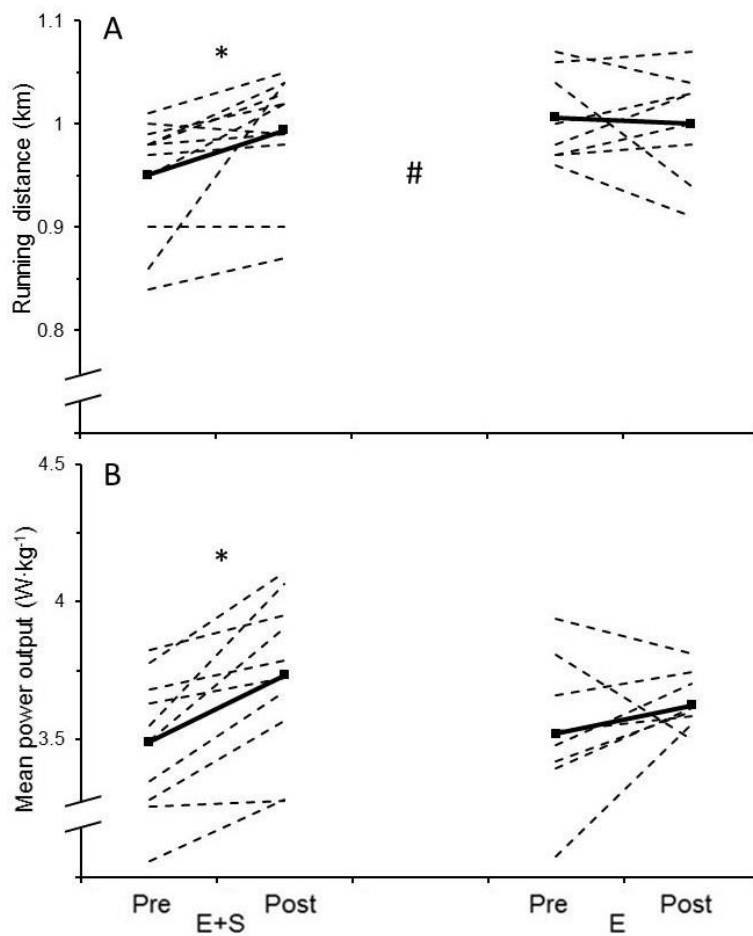 A
*
#
Running distance (km)
1.1
1
0.9
0.8
B
*
Mean power output (W·kg⁻¹)
4.5
4
3.5
Pre Post Pre Post
E+S E